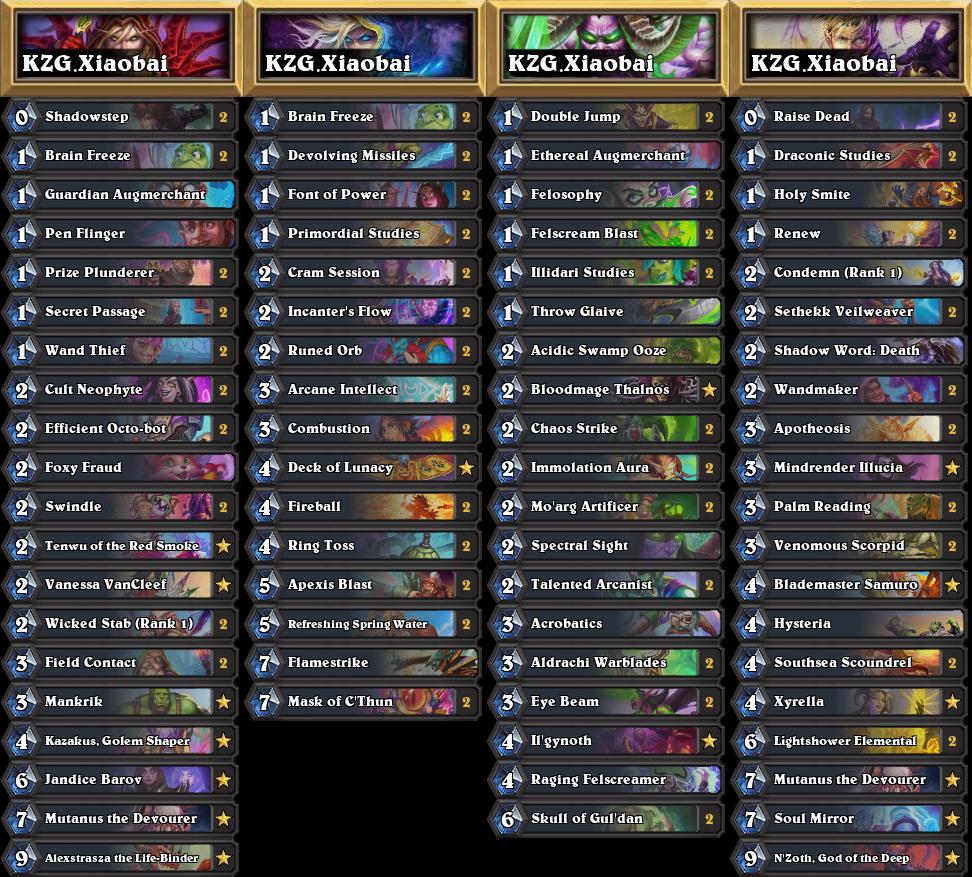 KZG.Xiaobai
0 Shadowstep 2
1 Brain Freeze 2
1 Guardian Augmerchant
1 Pen Flinger
1 Prize Plunderer 2
1 Secret Passage 2
1 Wand Thief 2
2 Cult Neophyte 2
2 Efficient Octo-bot 2
2 Foxy Fraud
2 Swindle 2
2 Tenwu of the Red Smoke
2 Vanessa VanCleef
2 Wicked Stab (Rank 1) 2
3 Field Contact 2
3 Mankrik
4 Kazakus, Golem Shaper
6 Jandice Barov
7 Mutanus the Devourer
9 Alexstrasza the Life-Binder
KZG.Xiaobai
1 Brain Freeze 2
1 Devolving Missiles 2
1 Font of Power 2
1 Primordial Studies 2
2 Cram Session 2
2 Incanter's Flow 2
2 Runed Orb 2
3 Arcane Intellect 2
3 Combustion 2
4 Deck of Lunacy
4 Fireball 2
4 Ring Toss 2
5 Apexis Blast 2
5 Refreshing Spring Water 2
7 Flamestrike
7 Mask of C'Thun 2
KZG.Xiaobai
1 Double Jump 2
1 Ethereal Augmerchant
1 Felosophy 2
1 Felscream Blast 2
1 Illidari Studies 2
1 Throw Glaive
2 Acidic Swamp Ooze
2 Bloodmage Thalnos
2 Chaos Strike 2
2 Immolation Aura 2
2 Mo'arg Artificer 2
2 Spectral Sight
2 Talented Arcanist 2
3 Acrobatics
3 Aldrachi Warblades 2
3 Eye Beam 2
4 Il'gynoth
4 Raging Felscreamer
6 Skull of Gul'dan 2
KZG.Xiaobai
0 Raise Dead 2
1 Draconic Studies 2
1 Holy Smite
1 Renew 2
2 Condemn (Rank 1)
2 Sethekk Veilweaver 2
2 Shadow Word: Death
2 Wandmaker 2
3 Apotheosis 2
3 Mindrender Illucia
3 Palm Reading 2
3 Venomous Scorpid 2
4 Blademaster Samuro
4 Hysteria
4 Southsea Scoundrel 2
4 Xyrella
6 Lightshower Elemental 2
7 Mutanus the Devourer
7 Soul Mirror
9 N'Zoth, God of the Deep